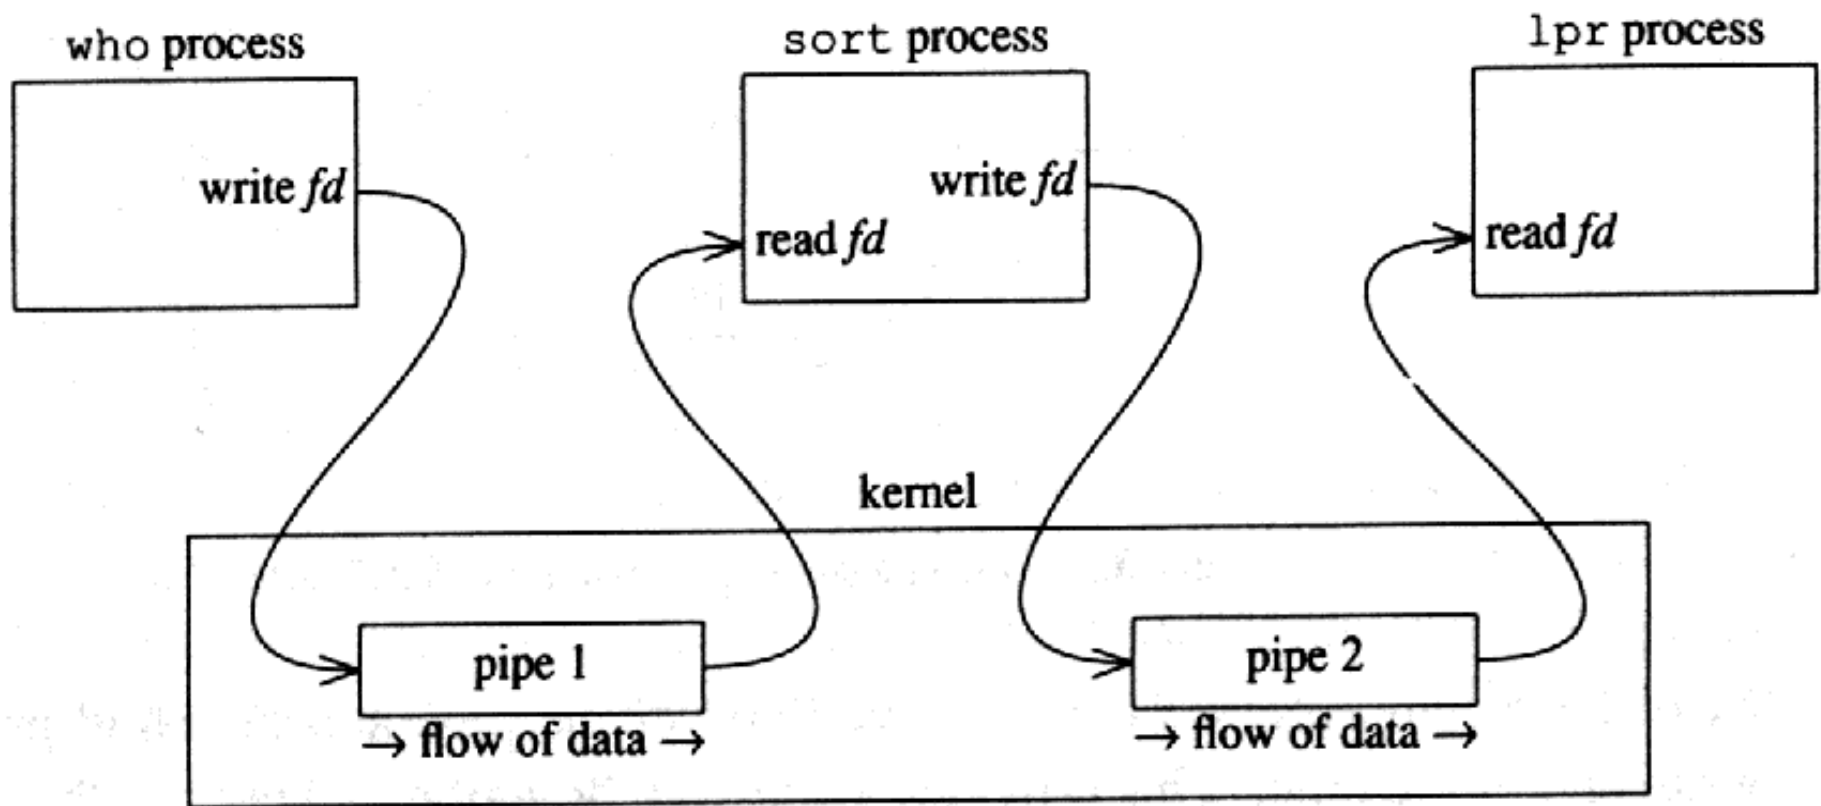 who process
sort process
lpr process
write fd
write fd
read fd
read fd
kernel
pipe 1
pipe 2
→ flow of data →
→ flow of data →